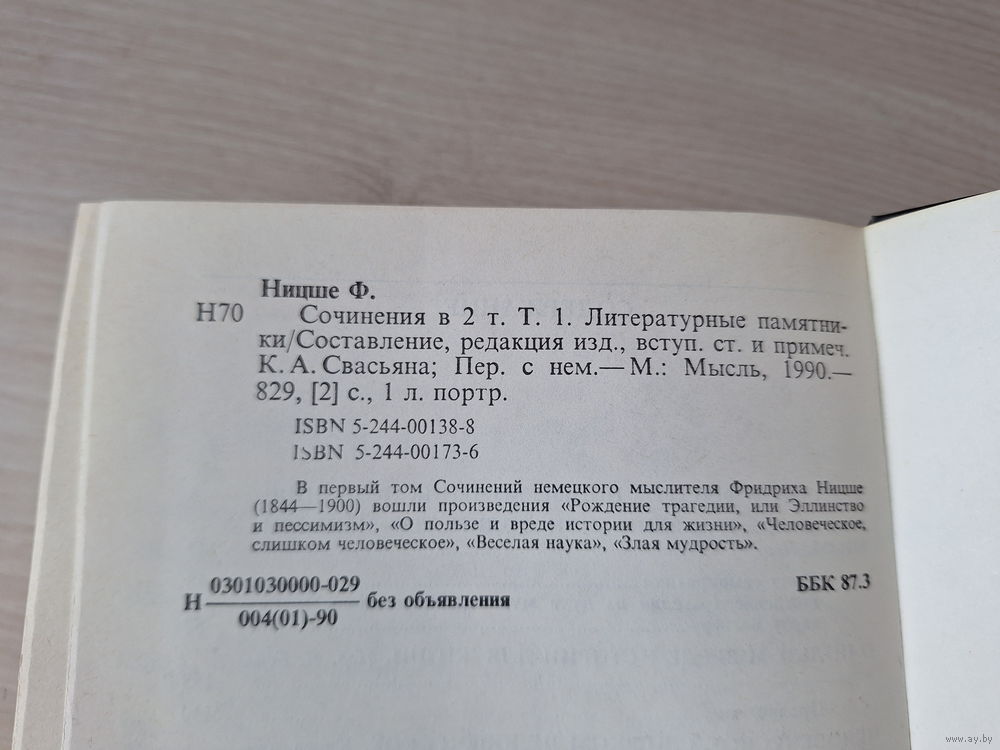 Ницше Ф.
Н70 Сочинения в 2 т. Т. 1. Литературные памятни-
ки/Составление, редакция изд., вступ. ст. и примеч.
К. А. Свасьяна; Пер. с нем.— М.: Мысль, 1990.—
829, [2] с., 1 л. портр.
ISBN 5-244-00138-8
ISBN 5-244-00173-6
В первый том Сочинений немецкого мыслителя Фридриха Ницше
(1844—1900) вошли произведения «Рождение трагедии, или Эллинство
и пессимизм», «О пользе и вреде истории для жизни», «Человеческое,
слишком человеческое», «Веселая наука», «Злая мудрость».
0301030000-029
Н без объявления
004(01)-90
ББК 87.3
www.ay.by